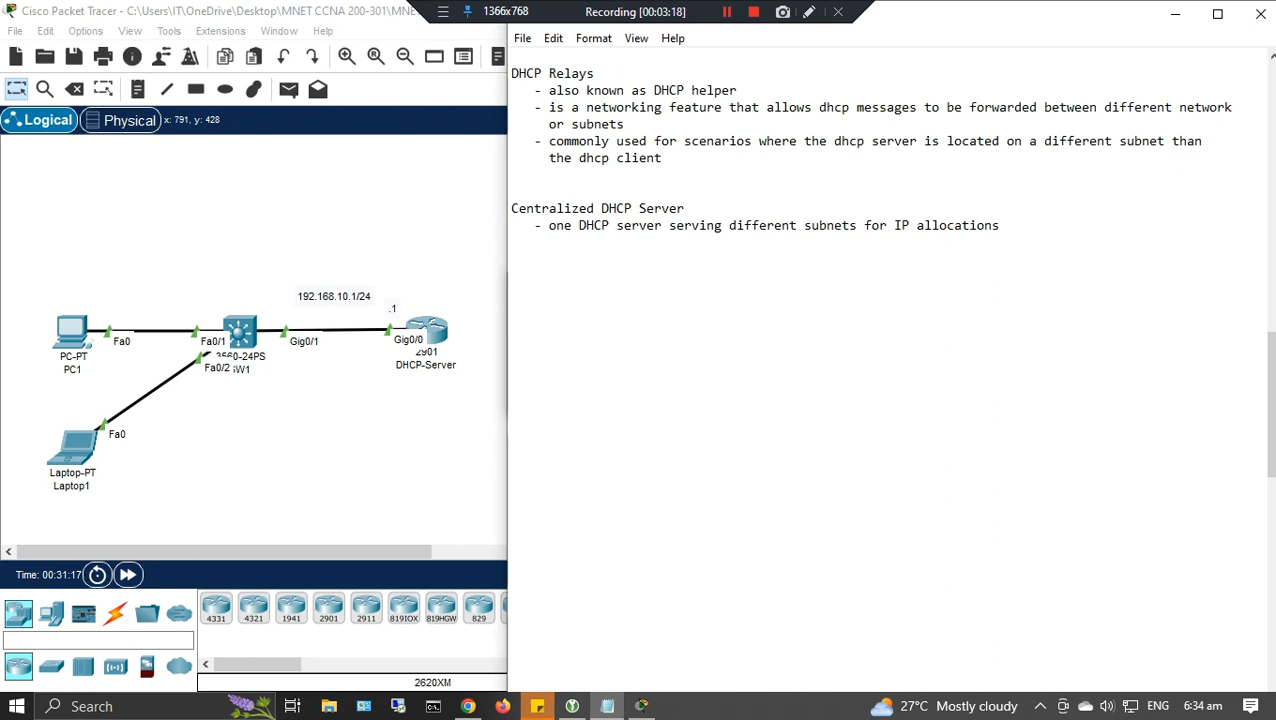 Cisco Packet Tracer - C:\Users\IT\OneDrive\Desktop\MNET CCNA 200-301\MNE
1366x768
Recording [00:03:18]
File Edit Options View Tools Extensions Window Help
File Edit Format View Help
Logical Physical x: 791, y: 428
DHCP Relays
- also known as DHCP helper
- is a networking feature that allows dhcp messages to be forwarded between different network
or subnets
- commonly used for scenarios where the dhcp server is located on a different subnet than
the dhcp client
Centralized DHCP Server
- one DHCP server serving different subnets for IP allocations
192.168.10.1/24
.1
Fa0
Fa0/1
Gig0/1
Gig0/0
PC-PT
PC1
3560-24PS
SW1
Fa0/2
2901
DHCP-Server
Fa0
Laptop-PT
Laptop1
Time: 00:31:17
4331 4321 1941 2901 2911 819IOX 819HGW 829
2620XM
Search
27°C Mostly cloudy
ENG
6:34 am